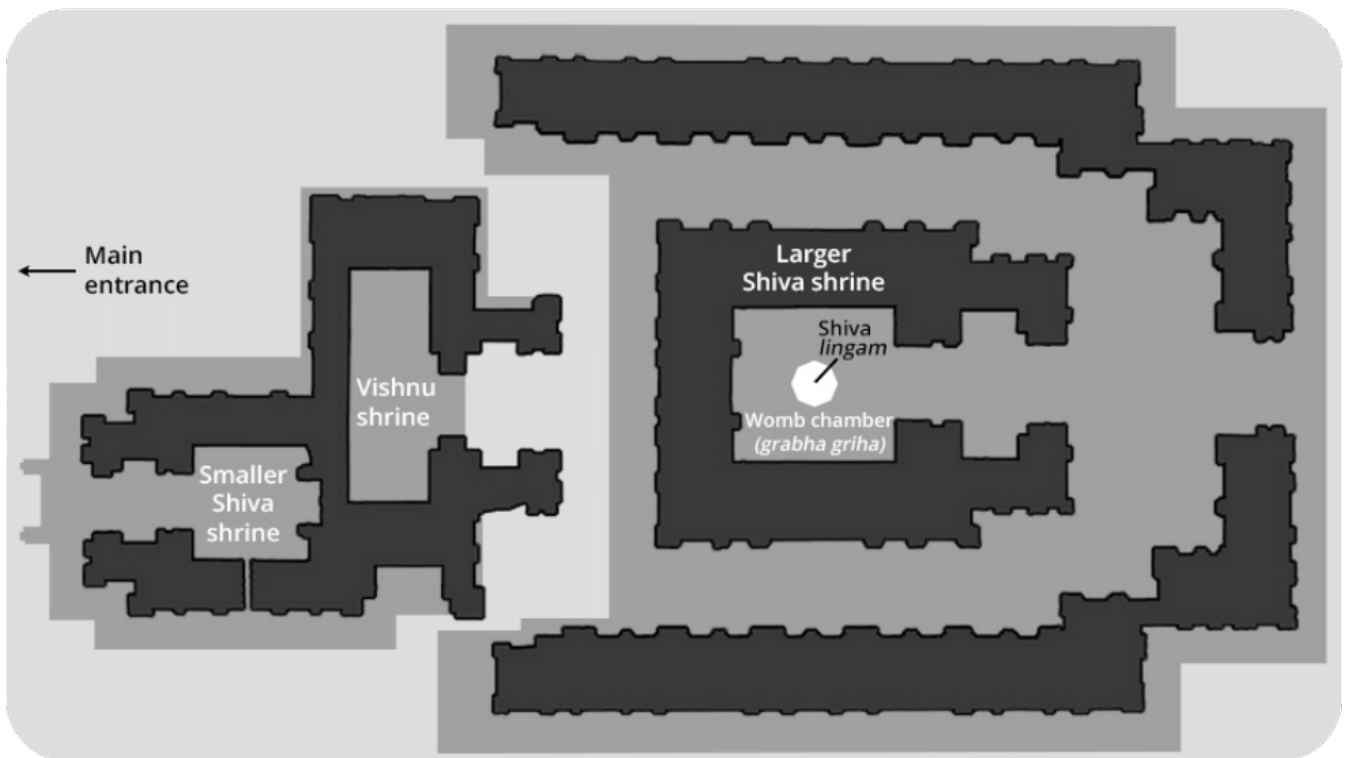 Main
entrance
Vishnu
shrine
Smaller
Shiva
shrine
Larger
Shiva shrine
Shiva
lingam
Womb chamber
(grabha griha)